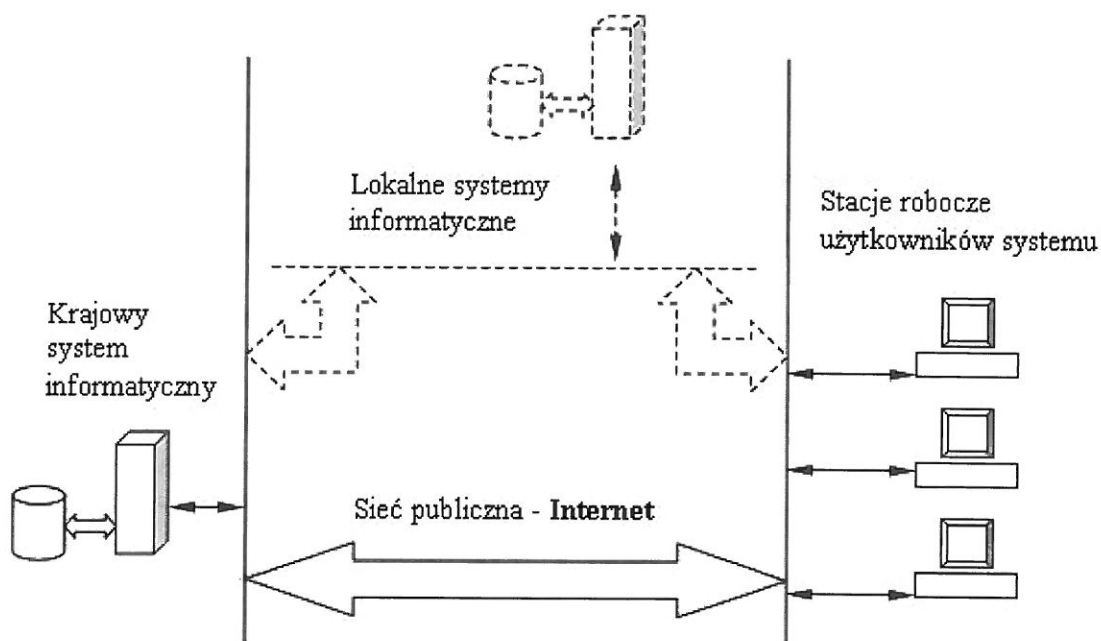 Lokalne systemy
informatyczne
Stacje robocze
użytkowników systemu
Krajowy
system
informatyczny
Sieć publiczna - Internet